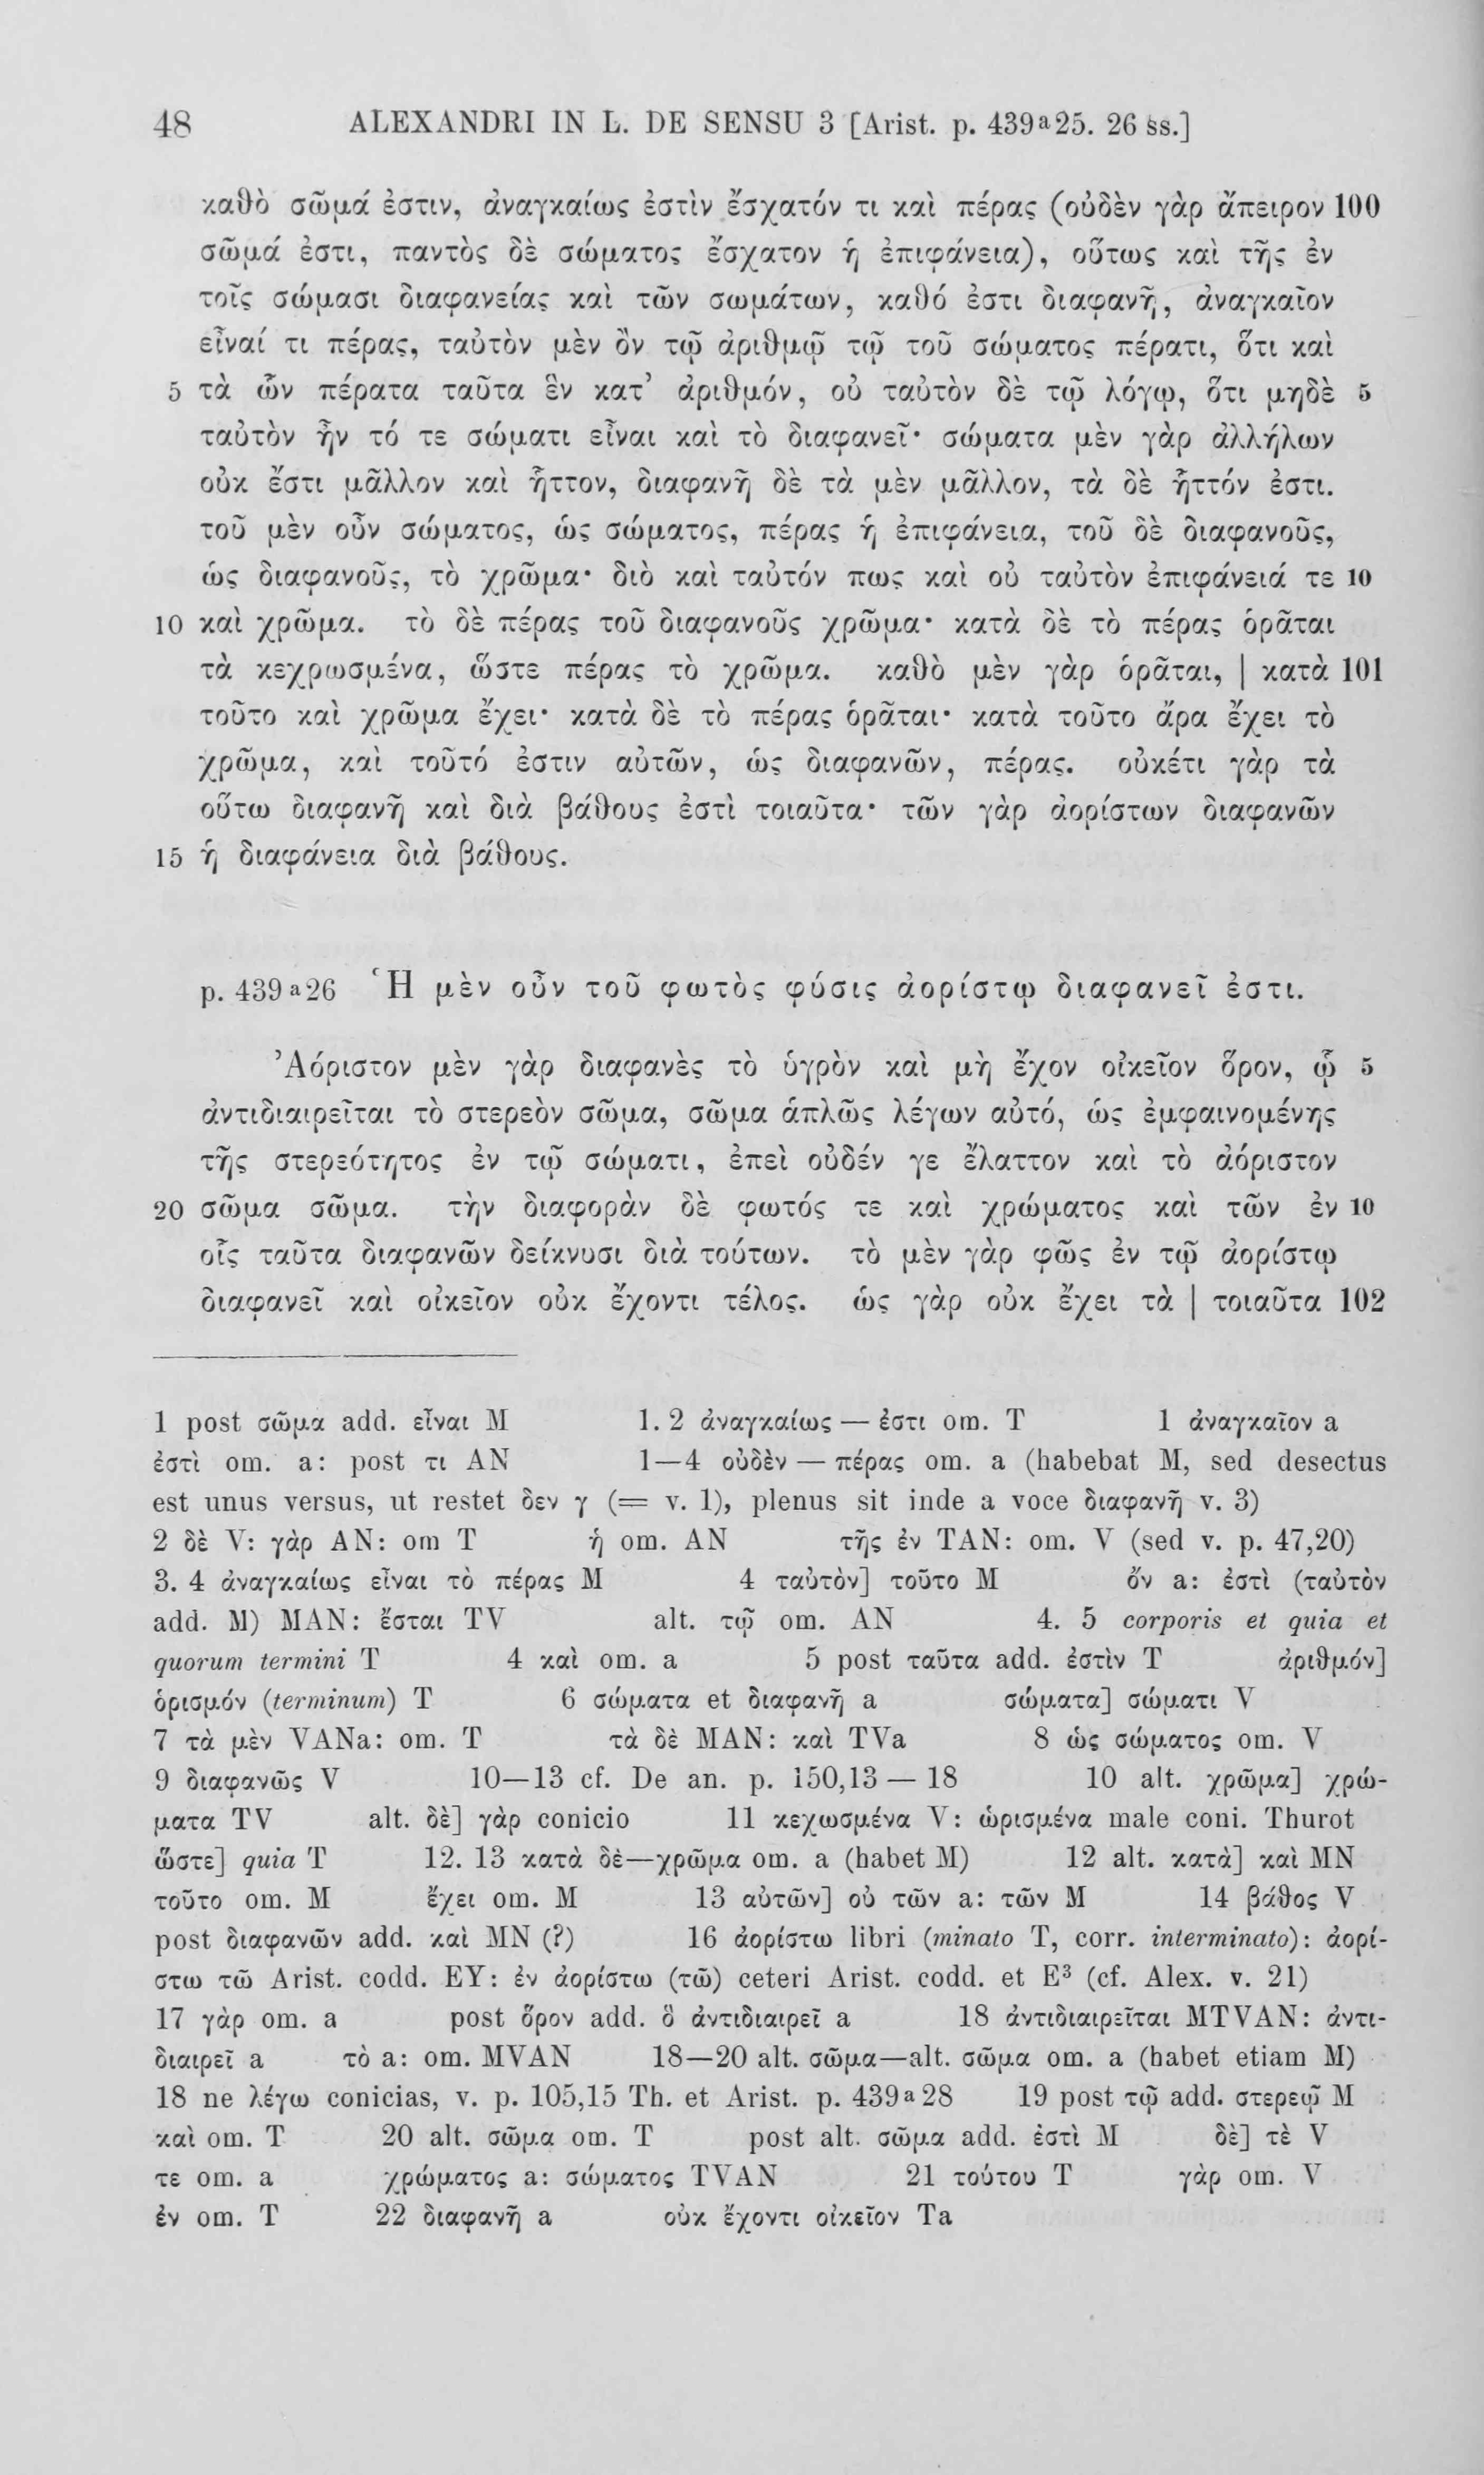 48 ALEXANDRI IN L. DE SENSU 3 [Arist. p. 439ᵃ25. 26 ss.]
καθὸ σῶμά ἐστιν, ἀναγκαίως ἐστὶν ἔσχατόν τι καὶ πέρας (οὐδὲν γὰρ ἄπειρον 100
σῶμά ἐστι, παντὸς δὲ σώματος ἔσχατον ἡ ἐπιφάνεια), οὕτως καὶ τῆς ἐν
τοῖς σώμασι διαφανείας καὶ τῶν σωμάτων, καθό ἐστι διαφανῆ, ἀναγκαῖον
εἶναί τι πέρας, ταὐτὸν μὲν ὂν τῷ ἀριθμῷ τῷ τοῦ σώματος πέρατι, ὅτι καὶ
5 τὰ ὧν πέρατα ταῦτα ἓν κατ’ ἀριθμόν, οὐ ταὐτὸν δὲ τῷ λόγῳ, ὅτι μηδὲ 5
ταὐτὸν ἦν τό τε σώματι εἶναι καὶ τὸ διαφανεῖ· σώματα μὲν γὰρ ἀλλήλων
οὐκ ἔστι μᾶλλον καὶ ἧττον, διαφανῆ δὲ τὰ μὲν μᾶλλον, τὰ δὲ ἧττόν ἐστι.
τοῦ μὲν οὖν σώματος, ὡς σώματος, πέρας ἡ ἐπιφάνεια, τοῦ δὲ διαφανοῦς,
ὡς διαφανοῦς, τὸ χρῶμα· διὸ καὶ ταὐτόν πως καὶ οὐ ταὐτὸν ἐπιφάνειά τε 10
10 καὶ χρῶμα. τὸ δὲ πέρας τοῦ διαφανοῦς χρῶμα· κατὰ δὲ τὸ πέρας ὁρᾶται
τὰ κεχρωσμένα, ὥστε πέρας τὸ χρῶμα. καθὸ μὲν γὰρ ὁρᾶται, | κατὰ 101
τοῦτο καὶ χρῶμα ἔχει· κατὰ δὲ τὸ πέρας ὁρᾶται· κατὰ τοῦτο ἄρα ἔχει τὸ
χρῶμα, καὶ τοῦτό ἐστιν αὐτῶν, ὡς διαφανῶν, πέρας. οὐκέτι γὰρ τὰ
οὕτω διαφανῆ καὶ διὰ βάθους ἐστὶ τοιαῦτα· τῶν γὰρ ἀορίστων διαφανῶν
15 ἡ διαφάνεια διὰ βάθους.
p. 439ᵃ26 Ἡ μὲν οὖν τοῦ φωτὸς φύσις ἀορίστῳ διαφανεῖ ἐστι.
Ἀόριστον μὲν γὰρ διαφανὲς τὸ ὑγρὸν καὶ μὴ ἔχον οἰκεῖον ὅρον, ᾧ 5
ἀντιδιαιρεῖται τὸ στερεὸν σῶμα, σῶμα ἁπλῶς λέγων αὐτό, ὡς ἐμφαινομένης
τῆς στερεότητος ἐν τῷ σώματι, ἐπεὶ οὐδέν γε ἔλαττον καὶ τὸ ἀόριστον
20 σῶμα σῶμα. τὴν διαφορὰν δὲ φωτός τε καὶ χρώματος καὶ τῶν ἐν 10
οἷς ταῦτα διαφανῶν δείκνυσι διὰ τούτων. τὸ μὲν γὰρ φῶς ἐν τῷ ἀορίστῳ
διαφανεῖ καὶ οἰκεῖον οὐκ ἔχοντι τέλος. ὡς γὰρ οὐκ ἔχει τὰ | τοιαῦτα 102
1 post σῶμα add. εἶναι M 1. 2 ἀναγκαίως — ἐστι om. T 1 ἀναγκαῖον a
ἐστὶ om. a: post τι AN 1—4 οὐδὲν — πέρας om. a (habebat M, sed desectus
est unus versus, ut restet δεν γ (= v. 1), plenus sit inde a voce διαφανῆ v. 3)
2 δὲ V: γὰρ AN: om T ἡ om. AN τῆς ἐν TAN: om. V (sed v. p. 47,20)
3. 4 ἀναγκαίως εἶναι τὸ πέρας M 4 ταὐτὸν] τοῦτο M ὂν a: ἐστὶ (ταὐτὸν
add. M) MAN: ἔσται TV alt. τῷ om. AN 4. 5 corporis et quia et
quorum termini T 4 καὶ om. a 5 post ταῦτα add. ἐστὶν T ἀριθμόν]
ὁρισμόν (terminum) T 6 σώματα et διαφανῆ a σώματα] σώματι V
7 τὰ μὲν VANa: om. T τὰ δὲ MAN: καὶ TVa 8 ὡς σώματος om. V
9 διαφανῶς V 10—13 cf. De an. p. 150,13 — 18 10 alt. χρῶμα] χρώ-
ματα TV alt. δὲ] γὰρ conicio 11 κεχωσμένα V: ὡρισμένα male coni. Thurot
ὥστε] quia T 12. 13 κατὰ δὲ—χρῶμα om. a (habet M) 12 alt. κατὰ] καὶ MN
τοῦτο om. M ἔχει om. M 13 αὐτῶν] οὐ τῶν a: τῶν M 14 βάθος V
post διαφανῶν add. καὶ MN (?) 16 ἀορίστω libri (minato T, corr. interminato): ἀορί-
στω τῶ Arist. codd. EY: ἐν ἀορίστω (τῶ) ceteri Arist. codd. et E³ (cf. Alex. v. 21)
17 γὰρ om. a post ὅρον add. ὃ ἀντιδιαιρεῖ a 18 ἀντιδιαιρεῖται MTVAN: ἀντι-
διαιρεῖ a τὸ a: om. MVAN 18—20 alt. σῶμα—alt. σῶμα om. a (habet etiam M)
18 ne λέγω conicias, v. p. 105,15 Th. et Arist. p. 439ᵃ28 19 post τῷ add. στερεῷ M
καὶ om. T 20 alt. σῶμα om. T post alt. σῶμα add. ἐστὶ M δὲ] τὲ V
τε om. a χρώματος a: σώματος TVAN 21 τούτου T γὰρ om. V
ἐν om. T 22 διαφανῆ a οὐκ ἔχοντι οἰκεῖον Ta